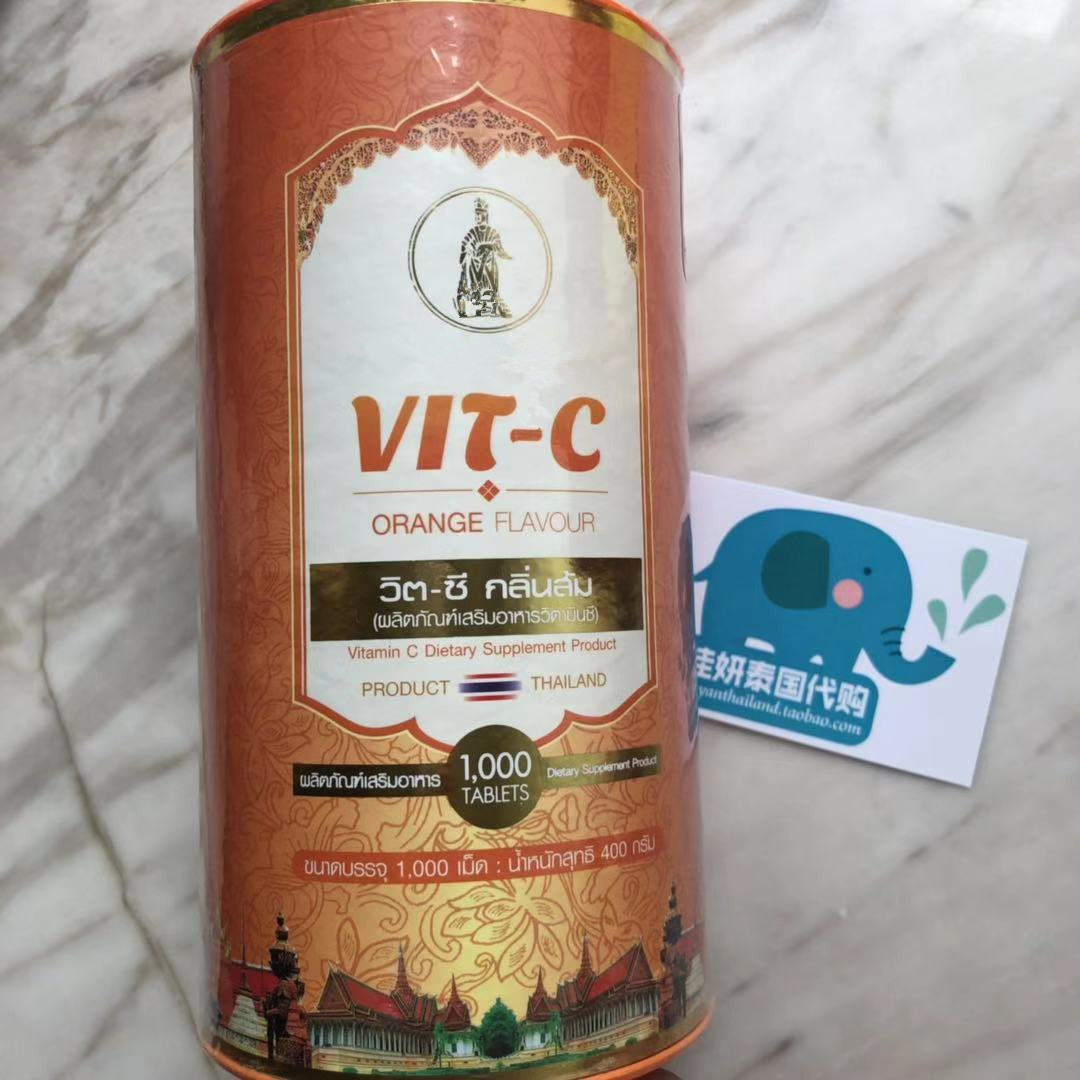 VIT-C
ORANGE FLAVOUR
วิต-ซี กลิ่นส้ม
(ผลิตภัณฑ์เสริมอาหารวิตามินซี)
Vitamin C Dietary Supplement Product
PRODUCT THAILAND
ผลิตภัณฑ์เสริมอาหาร
1,000
TABLETS
Dietary Supplement Product
ขนาดบรรจุ 1,000 เม็ด : น้ำหนักสุทธิ 400 กรัม
妍泰国代购
yanthailand.taobao.com